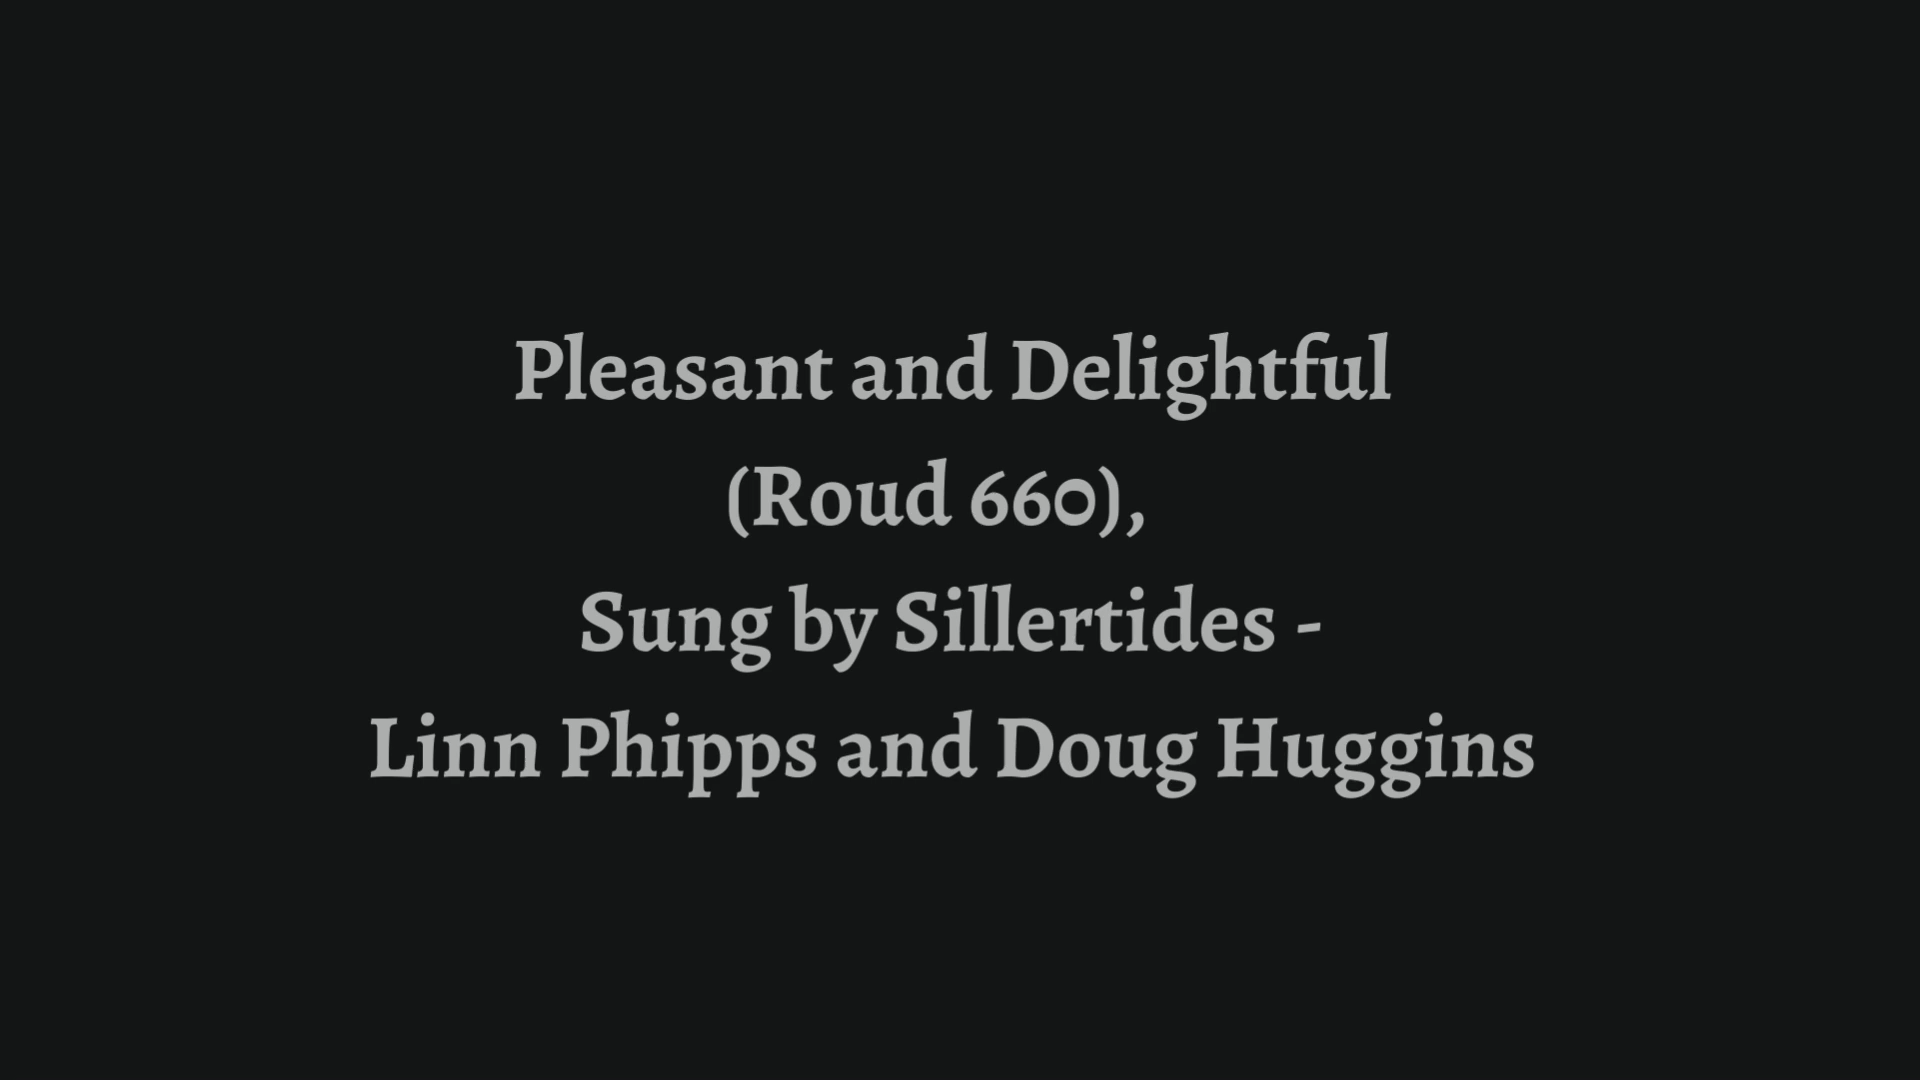 Pleasant and Delightful
(Roud 660),
Sung by Sillertides -
Linn Phipps and Doug Huggins